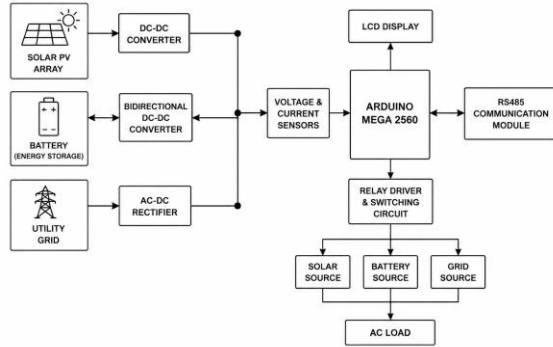 SOLAR PV
ARRAY
DC-DC
CONVERTER
BATTERY
(ENERGY STORAGE)
BIDIRECTIONAL
DC-DC
CONVERTER
UTILITY
GRID
AC-DC
RECTIFIER
VOLTAGE &
CURRENT
SENSORS
LCD DISPLAY
ARDUINO
MEGA 2560
RS485
COMMUNICATION
MODULE
RELAY DRIVER
& SWITCHING
CIRCUIT
SOLAR
SOURCE
BATTERY
SOURCE
GRID
SOURCE
AC LOAD